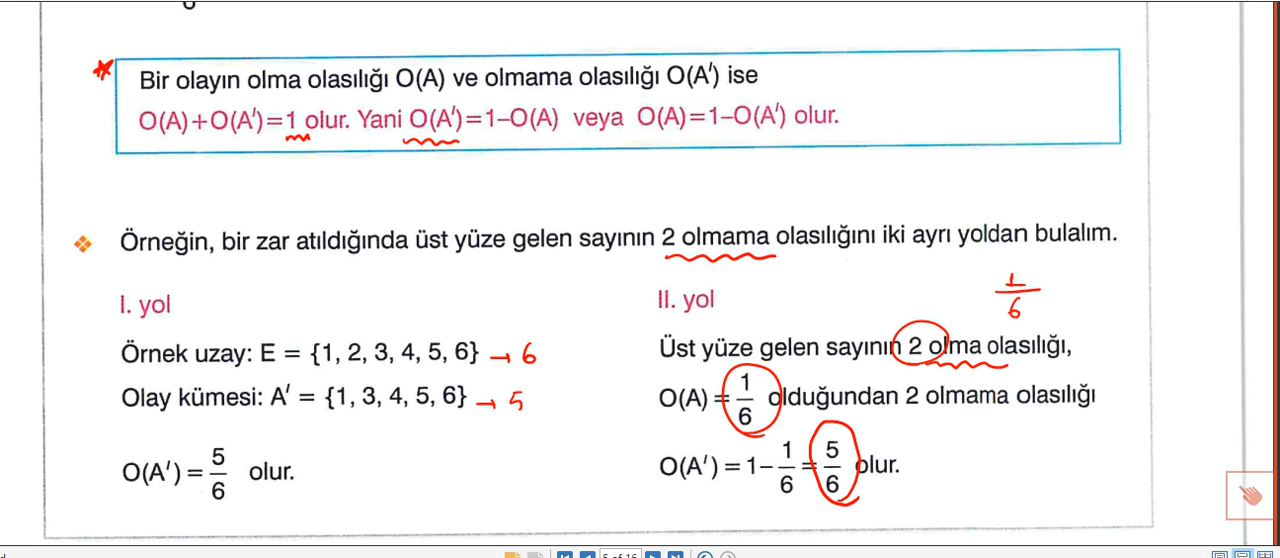 Bir olayın olma olasılığı O(A) ve olmama olasılığı O(A') ise
O(A)+O(A')=1 olur. Yani O(A')=1–O(A) veya O(A)=1–O(A') olur.
Örneğin, bir zar atıldığında üst yüze gelen sayının 2 olmama olasılığını iki ayrı yoldan bulalım.
I. yol
Örnek uzay: E = {1, 2, 3, 4, 5, 6} → 6
Olay kümesi: A' = {1, 3, 4, 5, 6} → 5
O(A') = 5/6 olur.
II. yol
1/6
Üst yüze gelen sayının 2 olma olasılığı,
O(A) = 1/6 olduğundan 2 olmama olasılığı
O(A') = 1 – 1/6 = 5/6 olur.
5 of 16